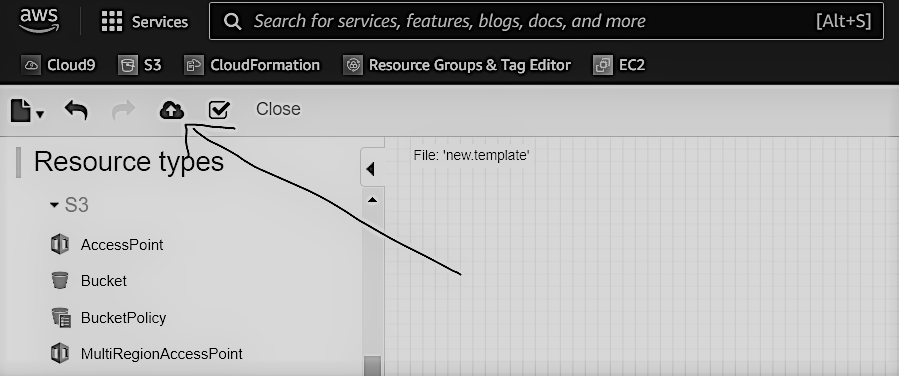 aws Services Search for services, features, blogs, docs, and more [Alt+S]
Cloud9 S3 CloudFormation Resource Groups & Tag Editor EC2
Close
Resource types
File: 'new.template'
S3
AccessPoint
Bucket
BucketPolicy
MultiRegionAccessPoint